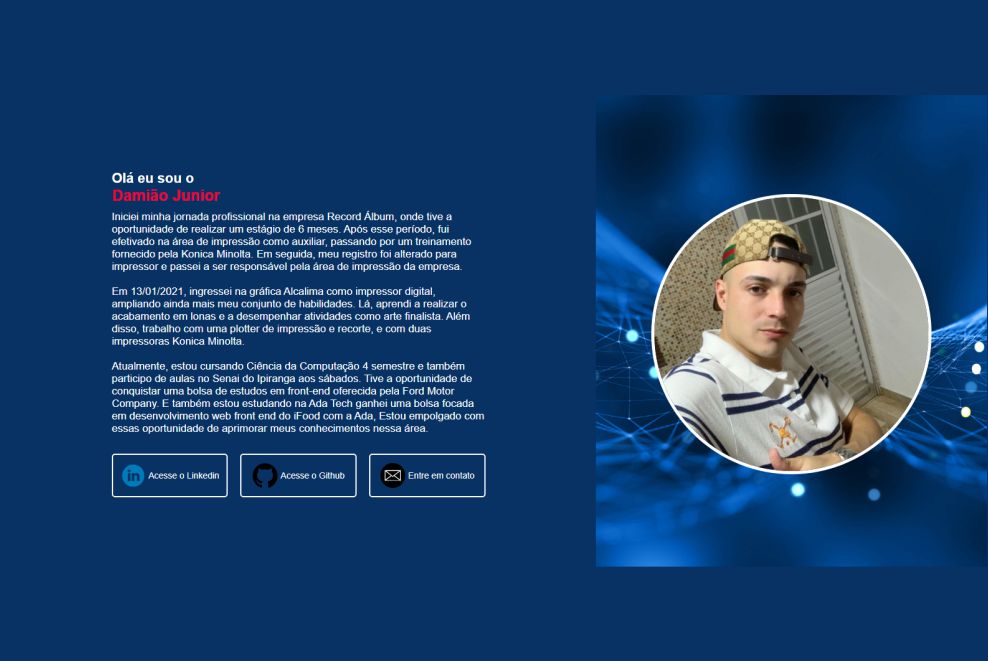 Olá eu sou o
Damião Junior
Iniciei minha jornada profissional na empresa Record Álbum, onde tive a
oportunidade de realizar um estágio de 6 meses. Após esse período, fui
efetivado na área de impressão como auxiliar, passando por um treinamento
fornecido pela Konica Minolta. Em seguida, meu registro foi alterado para
impressor e passei a ser responsável pela área de impressão da empresa.
Em 13/01/2021, ingressei na gráfica Alcalima como impressor digital,
ampliando ainda mais meu conjunto de habilidades. Lá, aprendi a realizar o
acabamento em lonas e a desempenhar atividades como arte finalista. Além
disso, trabalho com uma plotter de impressão e recorte, e com duas
impressoras Konica Minolta.
Atualmente, estou cursando Ciência da Computação 4 semestre e também
participo de aulas no Senai do Ipiranga aos sábados. Tive a oportunidade de
conquistar uma bolsa de estudos em front-end oferecida pela Ford Motor
Company. E também estou estudando na Ada Tech ganhei uma bolsa focada
em desenvolvimento web front end do iFood com a Ada, Estou empolgado com
essas oportunidade de aprimorar meus conhecimentos nessa área.
in Acesse o Linkedin
Acesse o Github
Entre em contato